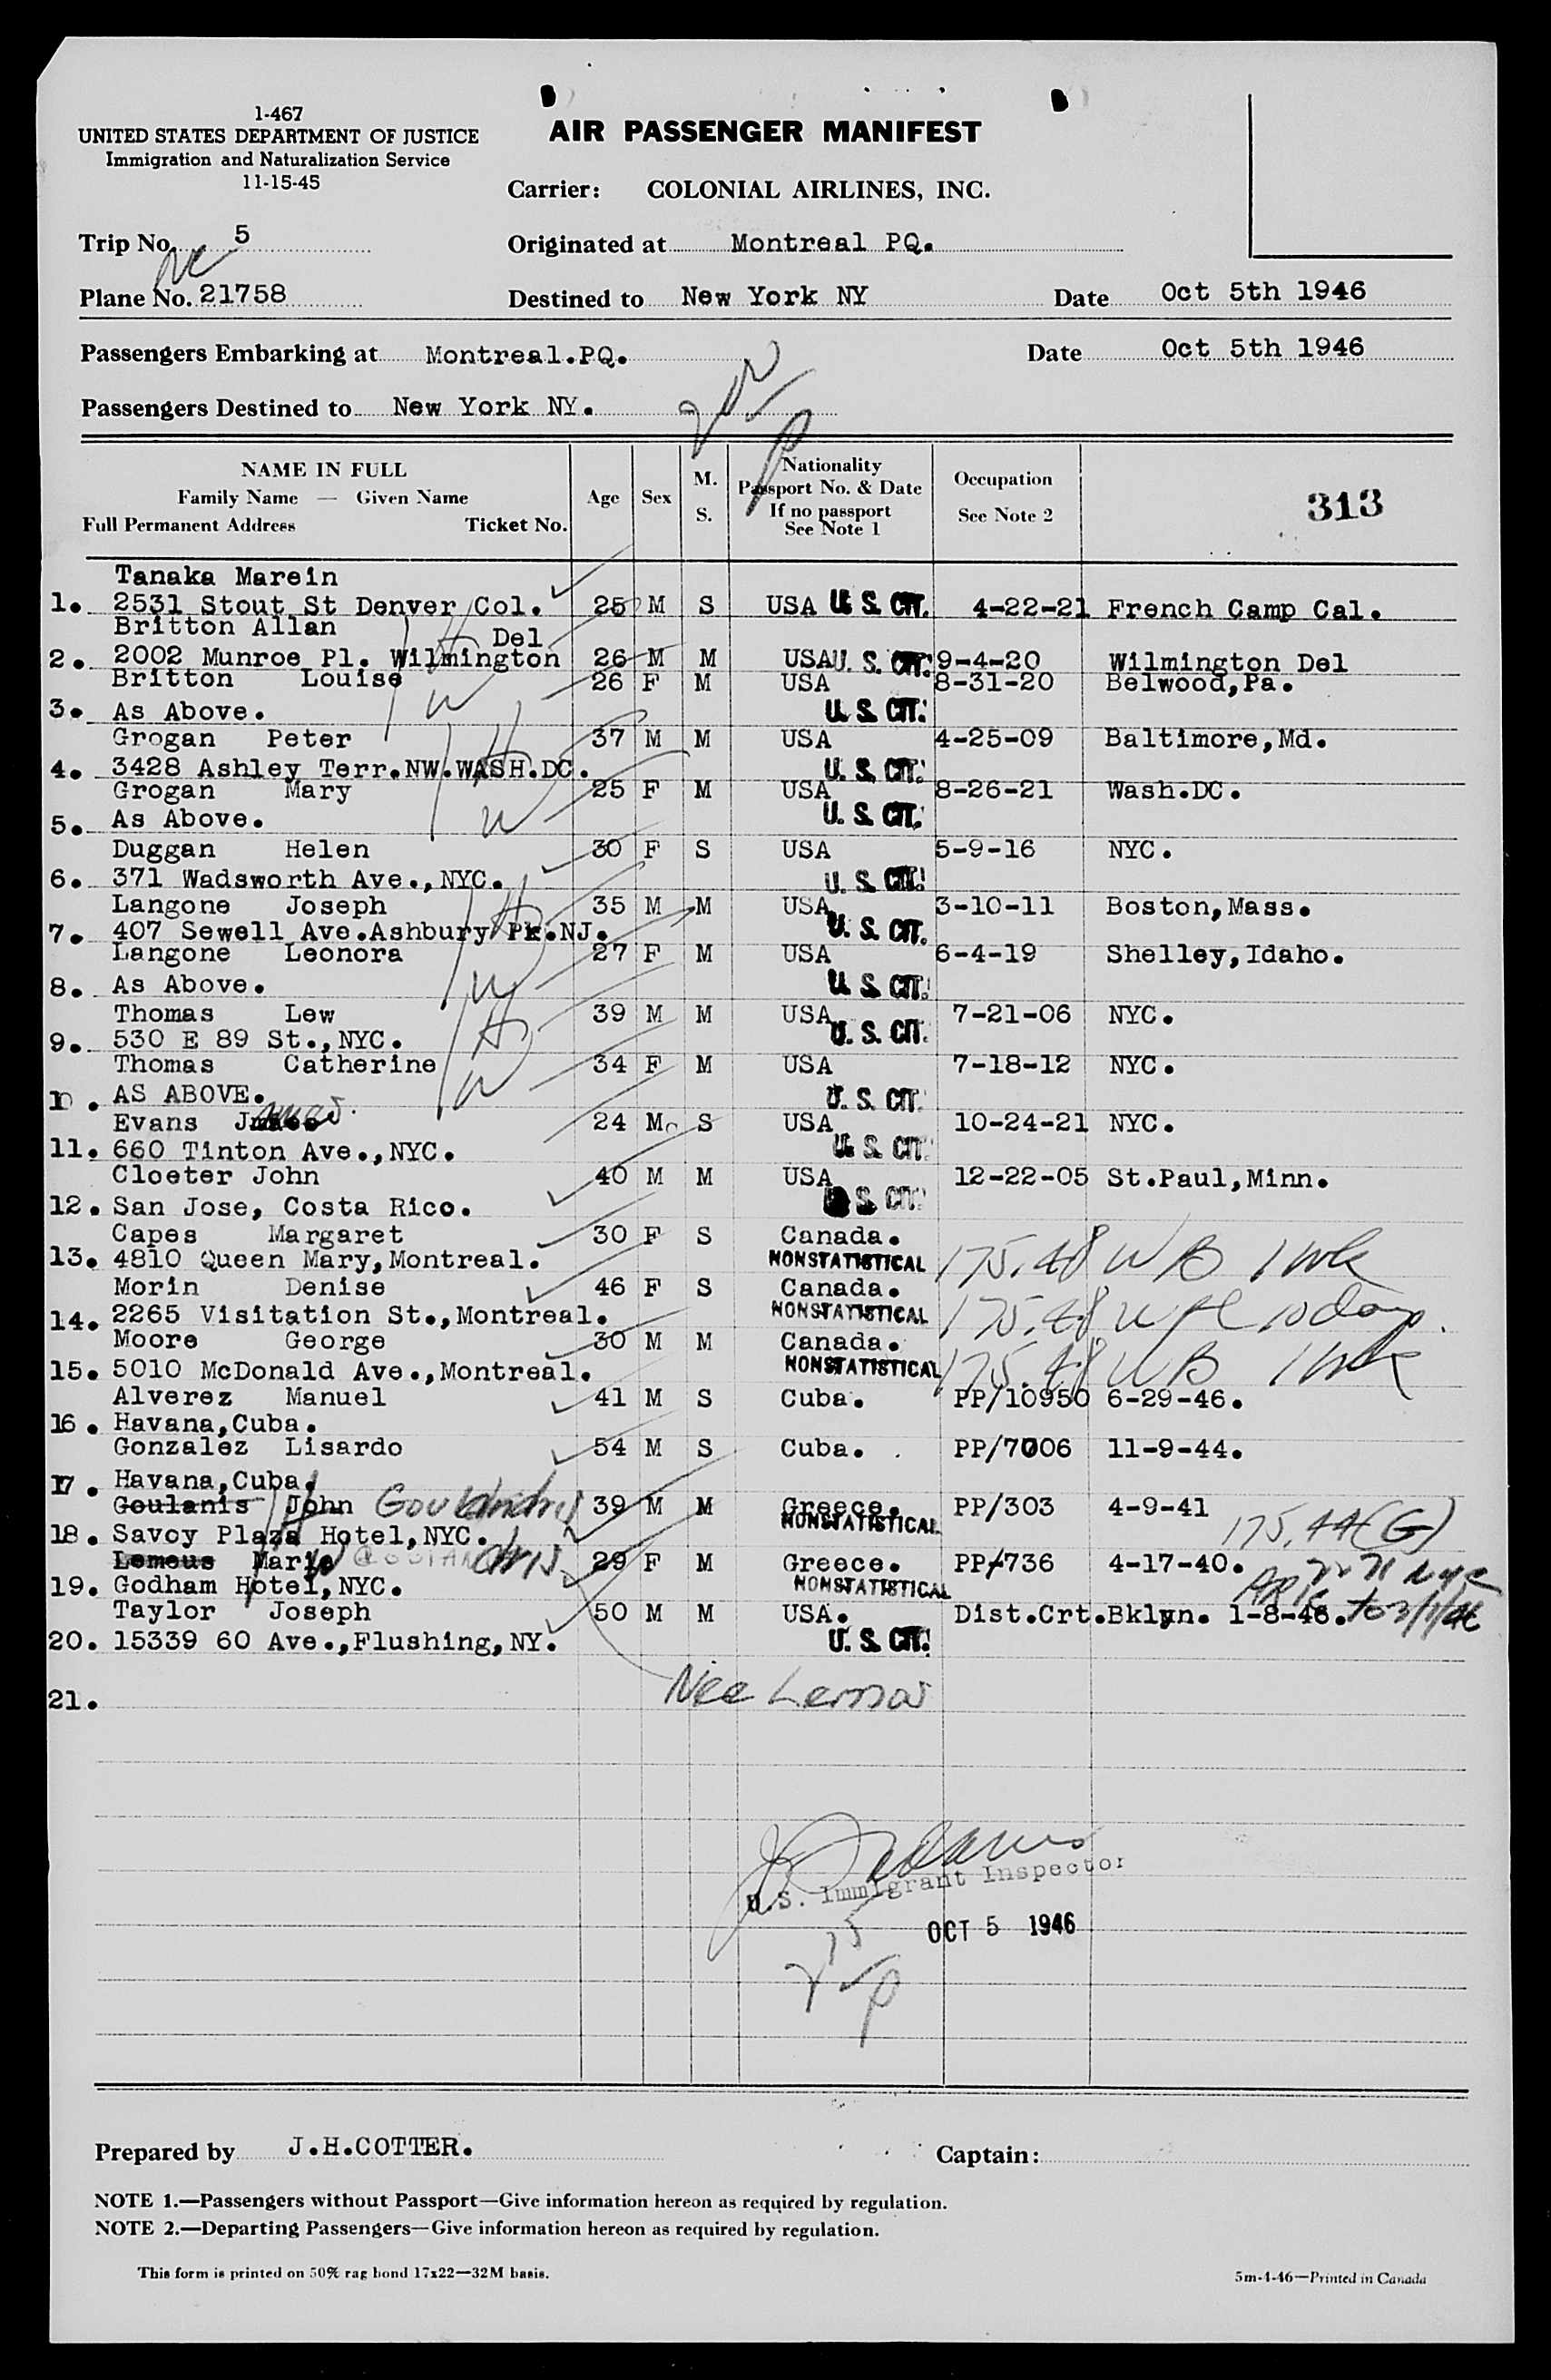 1-467
UNITED STATES DEPARTMENT OF JUSTICE
Immigration and Naturalization Service
11-15-45
AIR PASSENGER MANIFEST
Carrier: COLONIAL AIRLINES, INC.
Trip No. 5
Originated at Montreal PQ.
Plane No. 21758
Destined to New York NY
Date Oct 5th 1946
Passengers Embarking at Montreal.PQ.
Date Oct 5th 1946
Passengers Destined to New York NY.
NAME IN FULL
Family Name — Given Name
Full Permanent Address Ticket No.
Age
Sex
M.
S.
Nationality
Passport No. & Date
If no passport
See Note 1
Occupation
See Note 2
313
Tanaka Marein
1. 2531 Stout St Denver Col. 25 M S USA U. S. CIT. 4-22-21 French Camp Cal.
Britton Allan
Del
2. 2002 Munroe Pl. Wilmington 26 M M USA U. S. CIT. 9-4-20 Wilmington Del
Britton Louise 26 F M USA 8-31-20 Belwood,Pa.
3. As Above. U. S. CIT.
Grogan Peter 37 M M USA 4-25-09 Baltimore,Md.
4. 3428 Ashley Terr.NW.WASH.DC. U. S. CIT.
Grogan Mary 25 F M USA 8-26-21 Wash.DC.
5. As Above. U. S. CIT.
Duggan Helen 30 F S USA 5-9-16 NYC.
6. 371 Wadsworth Ave.,NYC. U. S. CIT.
Langone Joseph 35 M M USA 3-10-11 Boston,Mass.
7. 407 Sewell Ave.Ashbury Pk.NJ. U. S. CIT.
Langone Leonora 27 F M USA 6-4-19 Shelley,Idaho.
8. As Above. U. S. CIT.
Thomas Lew 39 M M USA 7-21-06 NYC.
9. 530 E 89 St.,NYC. U. S. CIT.
Thomas Catherine 34 F M USA 7-18-12 NYC.
10. AS ABOVE. U. S. CIT.
Evans James 24 M S USA 10-24-21 NYC.
11. 660 Tinton Ave.,NYC. U. S. CIT.
Cloeter John 40 M M USA 12-22-05 St.Paul,Minn.
12. San Jose, Costa Rico. U. S. CIT.
Capes Margaret 30 F S Canada.
13. 4810 Queen Mary,Montreal. NONSTATISTICAL 175.48 W B 1 wk
Morin Denise 46 F S Canada.
14. 2265 Visitation St.,Montreal. NONSTATISTICAL 175.48 10 days.
Moore George 30 M M Canada.
15. 5010 McDonald Ave.,Montreal. NONSTATISTICAL 175.48 W B 1 wk
Alverez Manuel 41 M S Cuba. PP/10950 6-29-46.
16. Havana,Cuba.
Gonzalez Lisardo 54 M S Cuba. PP/7006 11-9-44.
17. Havana,Cuba.
Goulanis John 39 M M Greece. PP/303 4-9-41
18. Savoy Plaza Hotel,NYC. NONSTATISTICAL 175.44(G)
Lemous Marie 29 F M Greece. PP/736 4-17-40.
19. Godham Hotel,NYC. NONSTATISTICAL
Taylor Joseph 50 M M USA. Dist.Crt.Bklyn. 1-8-46.
20. 15339 60 Ave.,Flushing,NY. U. S. CIT.
Nee Lemos
21.
U.S. Immigrant Inspector
OCT 5 1946
Prepared by J.H.COTTER.
Captain:
NOTE 1.—Passengers without Passport—Give information hereon as required by regulation.
NOTE 2.—Departing Passengers—Give information hereon as required by regulation.
This form is printed on 50% rag bond 17x22—32M basis.
5m-4-46—Printed in Canada